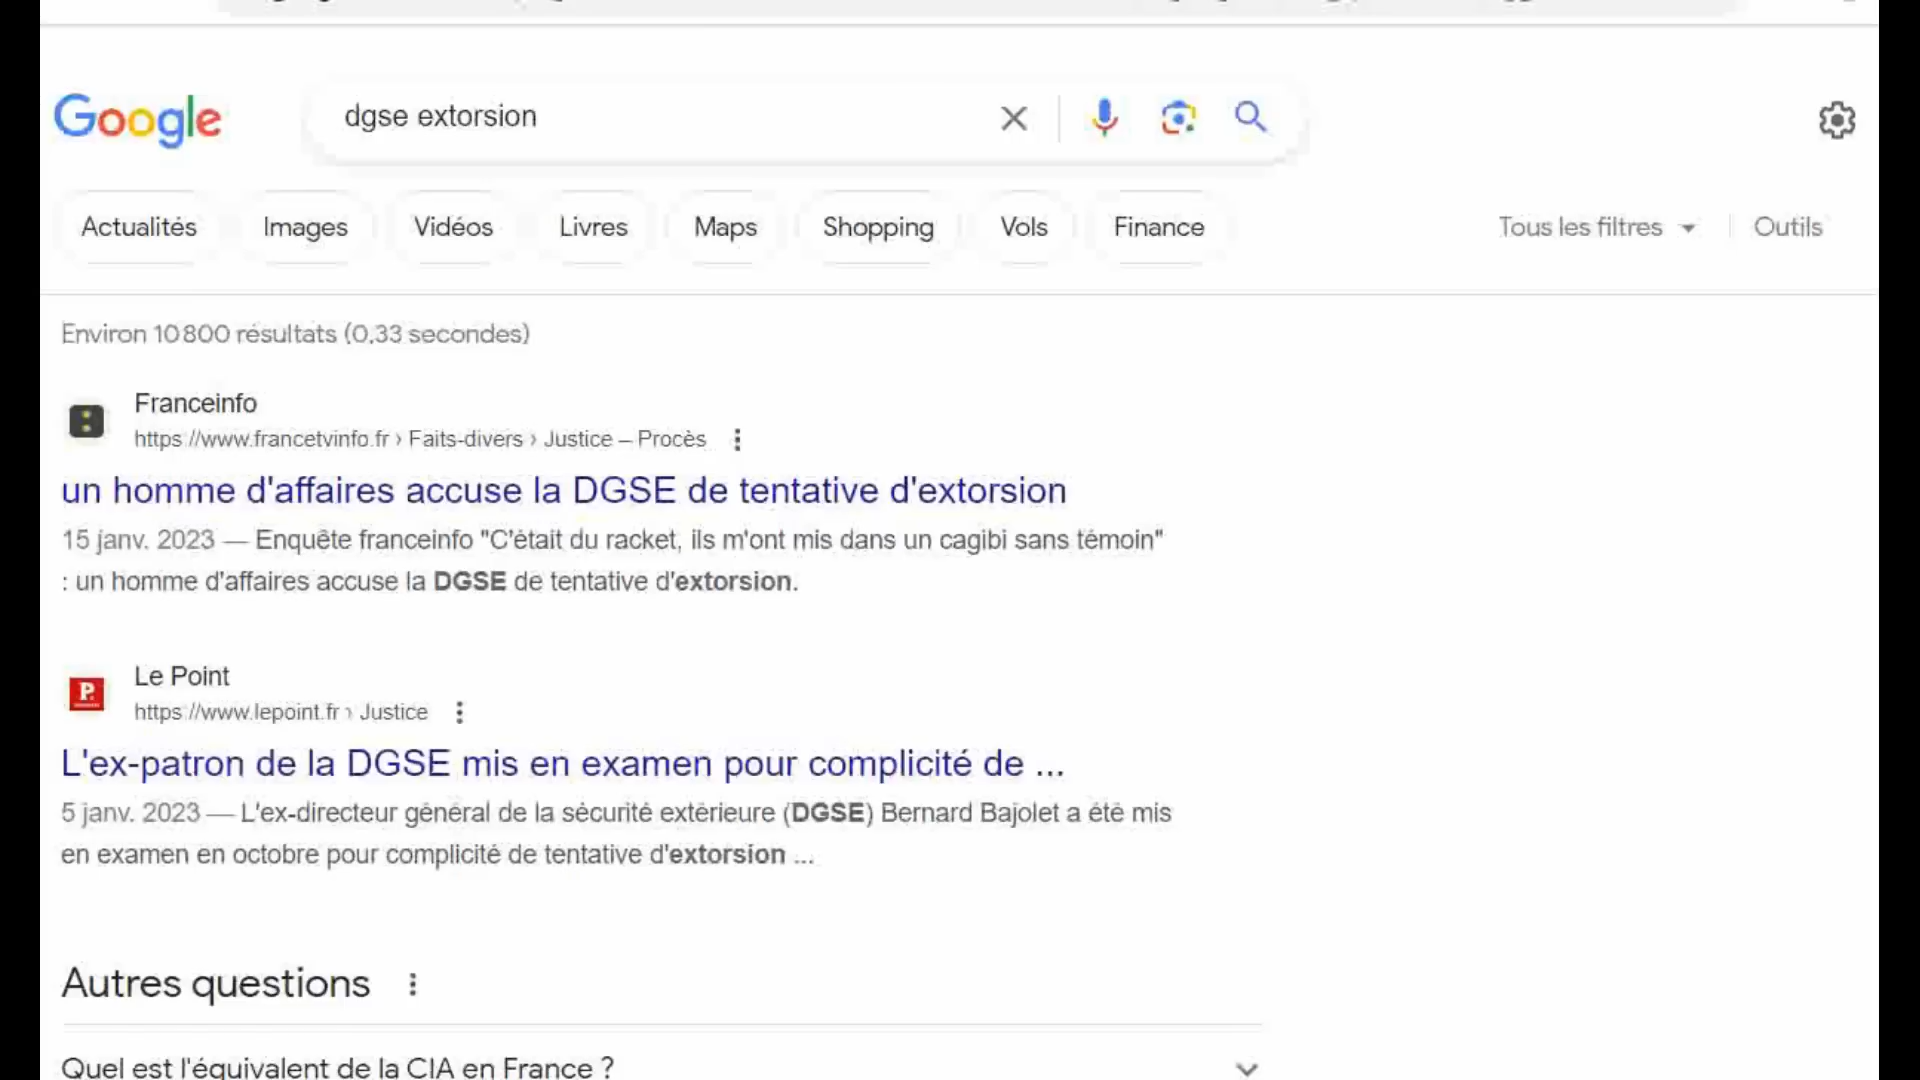 Google
dgse extorsion
Actualités Images Vidéos Livres Maps Shopping Vols Finance Tous les filtres Outils
Environ 10 800 résultats (0,33 secondes)
Franceinfo
https://www.francetvinfo.fr › Faits-divers › Justice – Procès
un homme d'affaires accuse la DGSE de tentative d'extorsion
15 janv. 2023 — Enquête franceinfo "C'était du racket, ils m'ont mis dans un cagibi sans témoin"
: un homme d'affaires accuse la DGSE de tentative d'extorsion.
P.
Le Point
https://www.lepoint.fr › Justice
L'ex-patron de la DGSE mis en examen pour complicité de ...
5 janv. 2023 — L'ex-directeur général de la sécurité extérieure (DGSE) Bernard Bajolet a été mis
en examen en octobre pour complicité de tentative d'extorsion ...
Autres questions
Quel est l'équivalent de la CIA en France ?